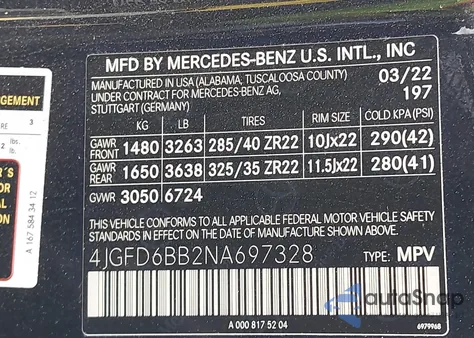 MFD BY MERCEDES-BENZ U.S. INTL., INC
MANUFACTURED IN USA (ALABAMA, TUSCALOOSA COUNTY) 03/22
UNDER CONTRACT FOR MERCEDES-BENZ AG, 197
STUTTGART (GERMANY)
KG LB TIRES RIM SIZE COLD KPA (PSI)
GAWR FRONT 1480 3263 285/40 ZR22 10Jx22 290(42)
GAWR REAR 1650 3638 325/35 ZR22 11.5Jx22 280(41)
GVWR 3050 6724
THIS VEHICLE CONFORMS TO ALL APPLICABLE FEDERAL MOTOR VEHICLE SAFETY
STANDARDS IN EFFECT ON THE DATE OF MANUFACTURE SHOWN ABOVE.
4JGFD6BB2NA697328 TYPE: MPV
A 000 817 52 04 6979968
A 167 584 34 12
3
2 lbs.
autoSnap